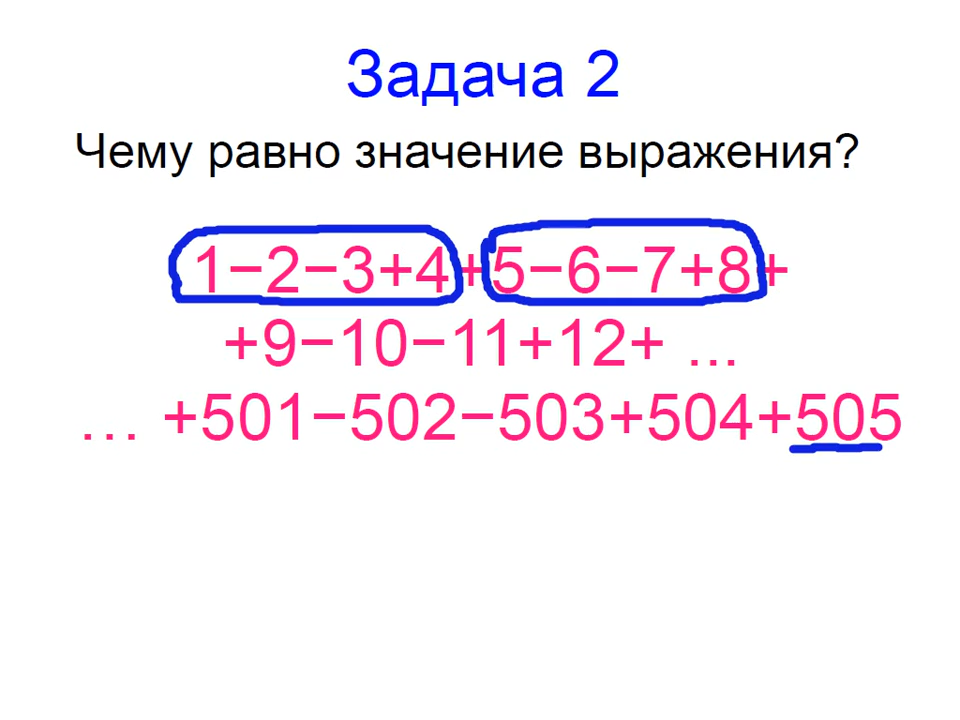 Задача 2
Чему равно значение выражения?
1−2−3+4+5−6−7+8+
+9−10−11+12+ ...
... +501−502−503+504+505